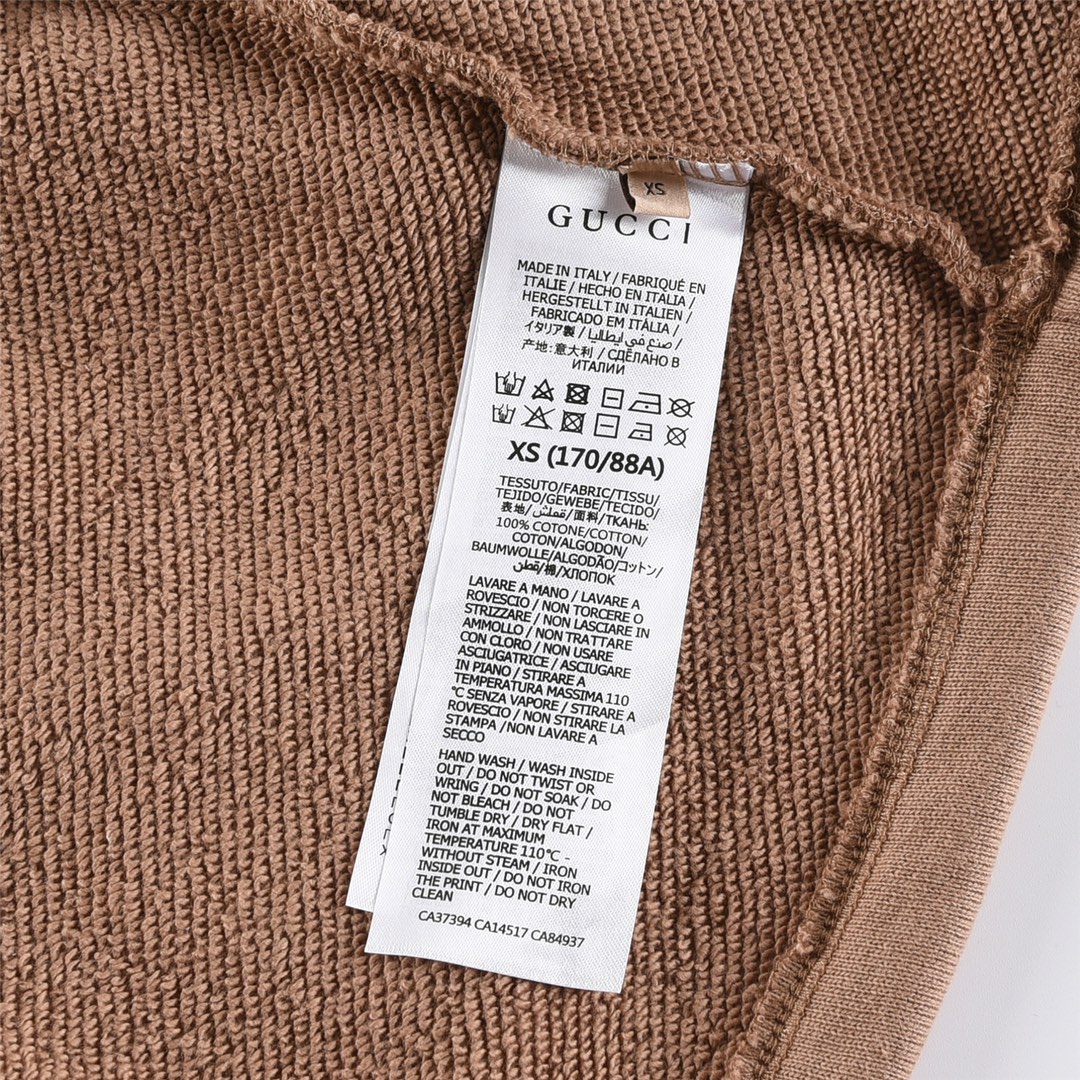 XS
GUCCI
MADE IN ITALY / FABRIQUÉ EN
ITALIE / HECHO EN ITALIA /
HERGESTELLT IN ITALIEN /
FABRICADO EM ITÁLIA /
イタリア製 / صنع في ايطاليا /
产地: 意大利 / СДЕЛАНО В
ИТАЛИИ
XS (170/88A)
TESSUTO/FABRIC/TISSU/
TEJIDO/GEWEBE/TECIDO/
表地/قماش/面料/ТКАНЬ:
100% COTONE/COTTON/
COTON/ALGODON/
BAUMWOLLE/ALGODÃO/コットン/
قطن/棉/ХЛОПОК
LAVARE A MANO / LAVARE A
ROVESCIO / NON TORCERE O
STRIZZARE / NON LASCIARE IN
AMMOLLO / NON TRATTARE
CON CLORO / NON USARE
ASCIUGATRICE / ASCIUGARE
IN PIANO / STIRARE A
TEMPERATURA MASSIMA 110
°C SENZA VAPORE / STIRARE A
ROVESCIO / NON STIRARE LA
STAMPA / NON LAVARE A
SECCO
HAND WASH / WASH INSIDE
OUT / DO NOT TWIST OR
WRING / DO NOT SOAK / DO
NOT BLEACH / DO NOT
TUMBLE DRY / DRY FLAT /
IRON AT MAXIMUM
TEMPERATURE 110°C -
WITHOUT STEAM / IRON
INSIDE OUT / DO NOT IRON
THE PRINT / DO NOT DRY
CLEAN
CA37394 CA14517 CA84937